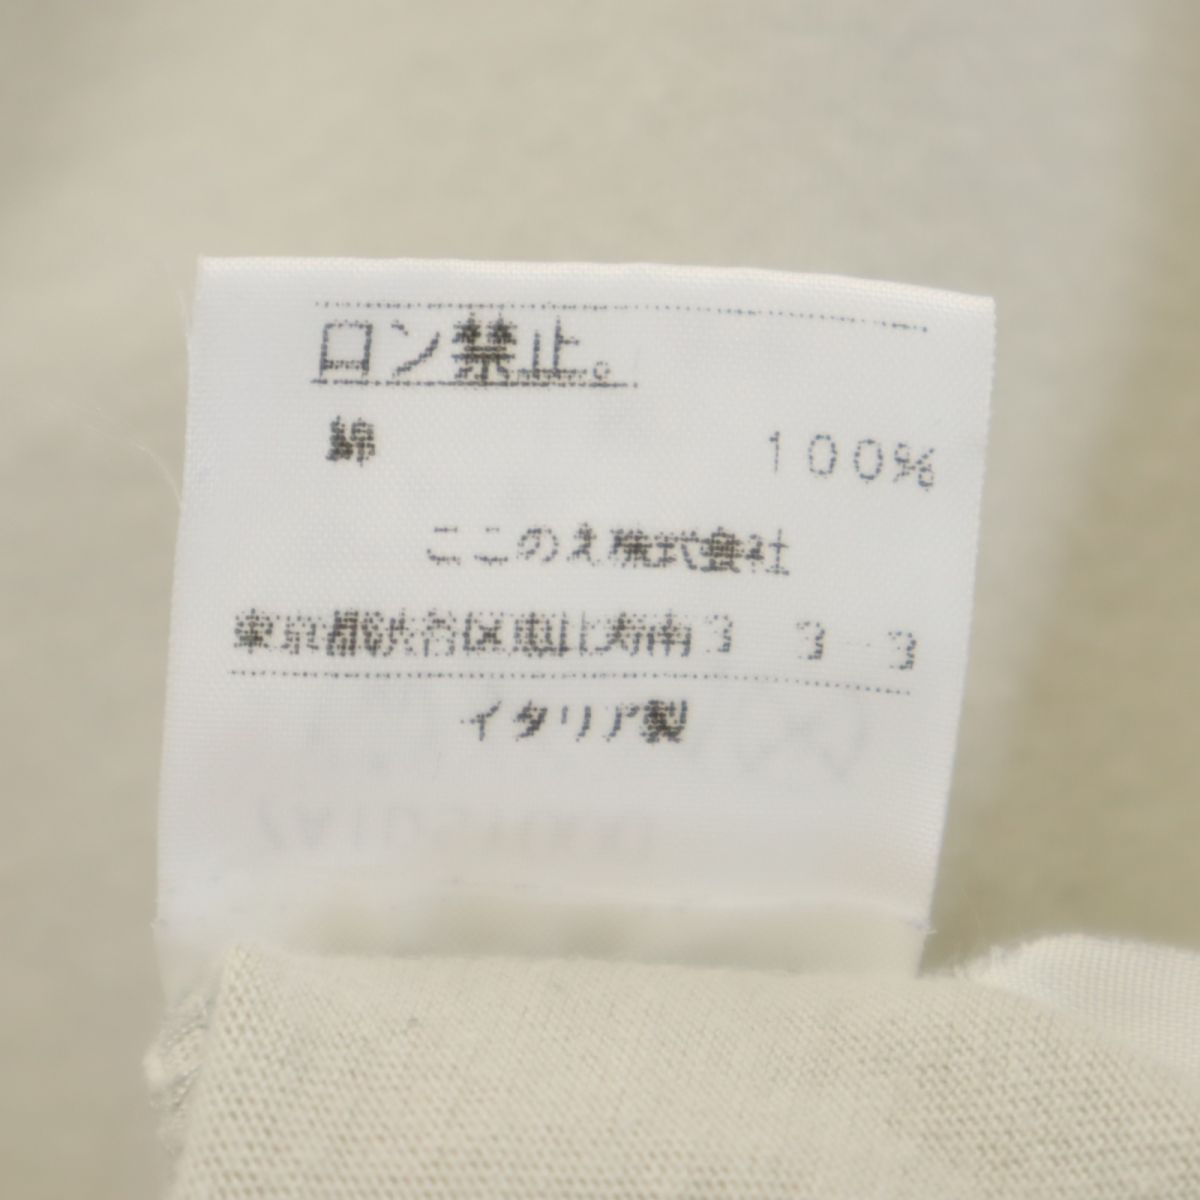 ロン禁止。
綿 100%
ここのえ株式会社
東京都渋谷区恵比寿南3 3-3
イタリア製